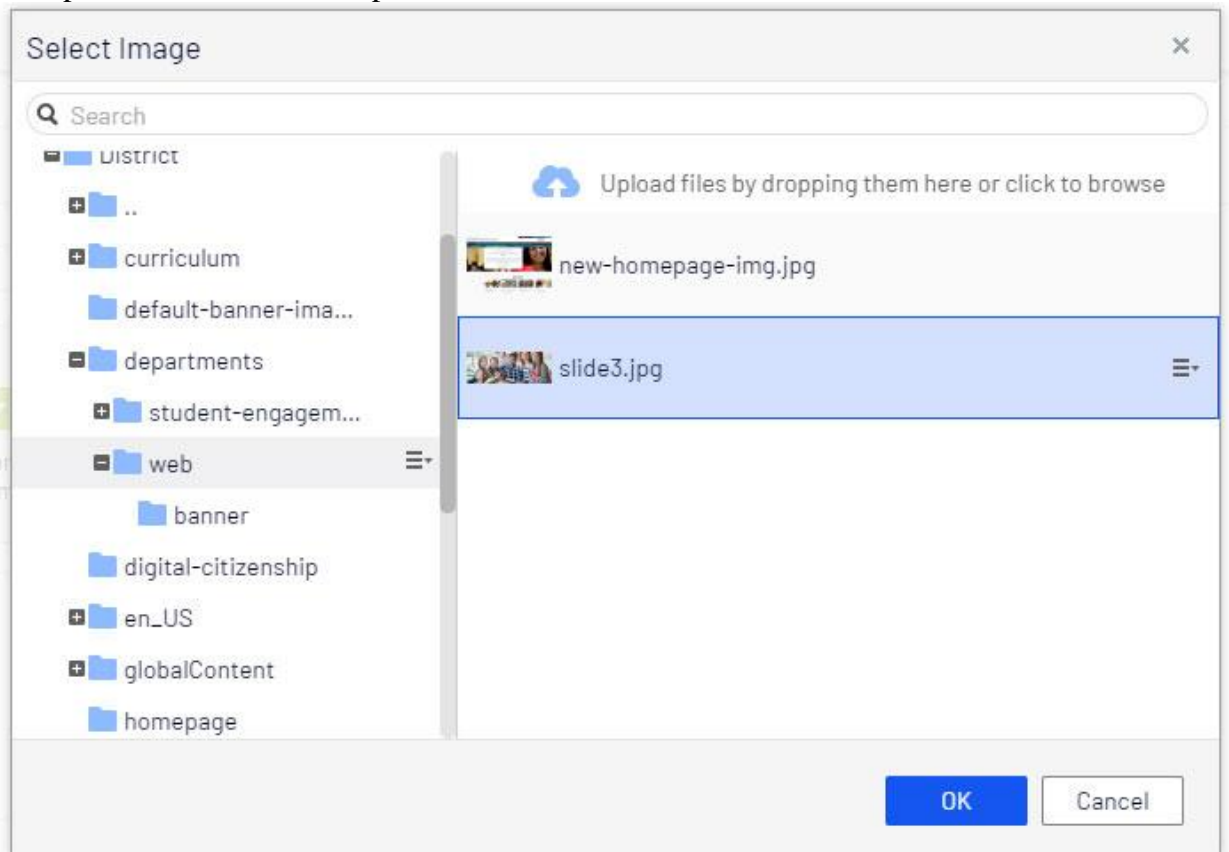 Select Image
Search
District
..
curriculum
default-banner-ima...
departments
student-engagem...
web
banner
digital-citizenship
en_US
globalContent
homepage
Upload files by dropping them here or click to browse
new-homepage-img.jpg
slide3.jpg
OK
Cancel